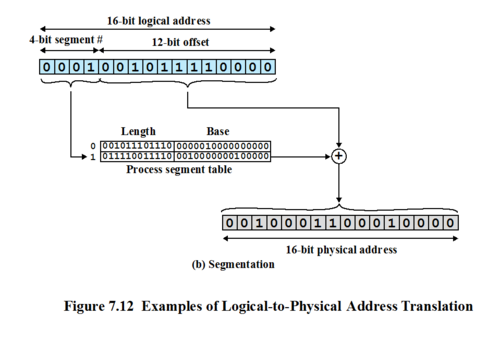 16-bit logical address
4-bit segment # 12-bit offset
0 0 0 1 0 0 1 0 1 1 1 1 0 0 0 0
Length Base
0 001011101110 0000010000000000
1 011110011110 0010000000100000
Process segment table
+
0 0 1 0 0 0 1 1 0 0 0 1 0 0 0 0
16-bit physical address
(b) Segmentation
Figure 7.12 Examples of Logical-to-Physical Address Translation